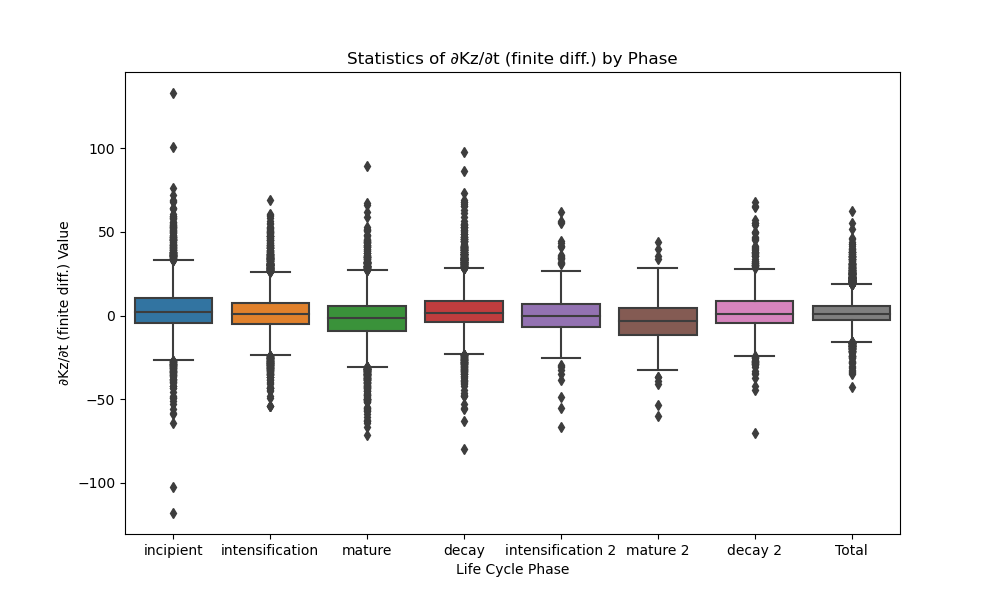 Statistics of ∂Kz/∂t (finite diff.) by Phase
∂Kz/∂t (finite diff.) Value
100
50
0
−50
−100
incipient intensification mature decay intensification 2 mature 2 decay 2 Total
Life Cycle Phase